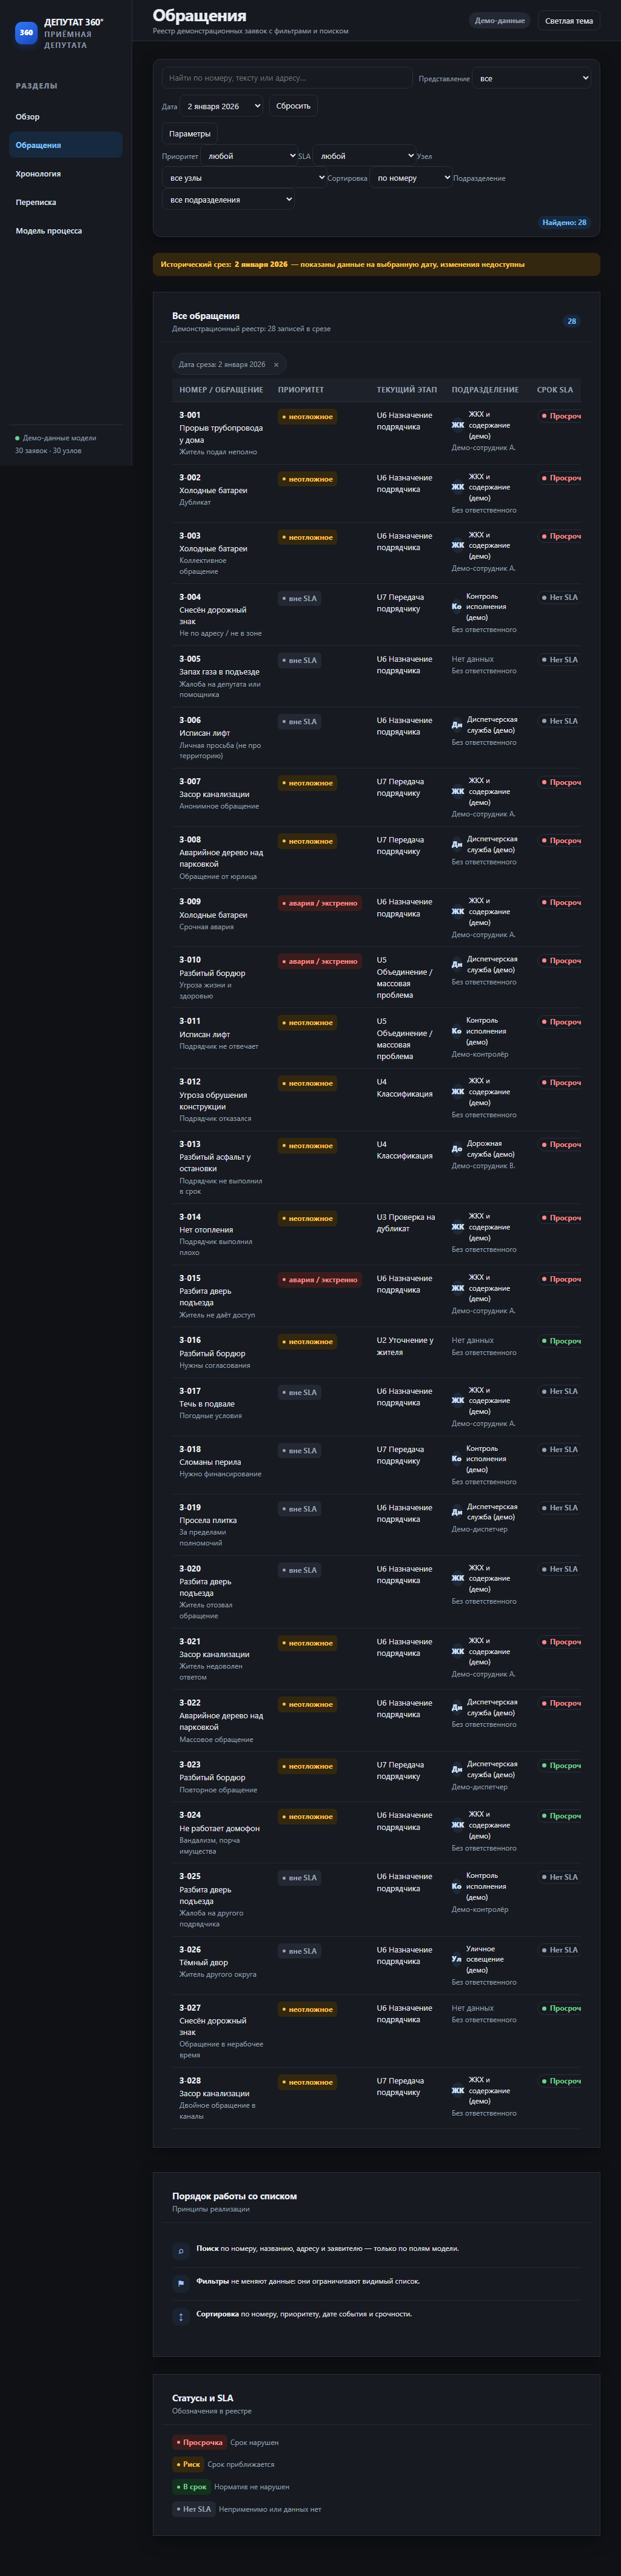 360
ДЕПУТАТ 360°
ПРИЁМНАЯ
ДЕПУТАТА
РАЗДЕЛЫ
Обзор
Обращения
Хронология
Переписка
Модель процесса
Демо-данные модели
30 заявок · 30 узлов
Обращения
Реестр демонстрационных заявок с фильтрами и поиском
Демо-данные
Светлая тема
Найти по номеру, тексту или адресу...
Представление
все
Дата
2 января 2026
Сбросить
Параметры
Приоритет
любой
SLA
любой
Узел
все узлы
Сортировка
по номеру
Подразделение
все подразделения
Найдено: 28
Исторический срез: 2 января 2026 — показаны данные на выбранную дату, изменения недоступны
Все обращения
Демонстрационный реестр: 28 записей в срезе
28
Дата среза: 2 января 2026 ×
НОМЕР / ОБРАЩЕНИЕ ПРИОРИТЕТ ТЕКУЩИЙ ЭТАП ПОДРАЗДЕЛЕНИЕ СРОК SLA
З-001
Прорыв трубопровода
у дома
Житель подал неполно
неотложное
U6 Назначение
подрядчика
ЖК
ЖКХ и
содержание
(демо)
Демо-сотрудник А.
Просроч
З-002
Холодные батареи
Дубликат
неотложное
U6 Назначение
подрядчика
ЖК
ЖКХ и
содержание
(демо)
Без ответственного
Просроч
З-003
Холодные батареи
Коллективное
обращение
неотложное
U6 Назначение
подрядчика
ЖК
ЖКХ и
содержание
(демо)
Демо-сотрудник А.
Просроч
З-004
Снесён дорожный
знак
Не по адресу / не в зоне
вне SLA
U7 Передача
подрядчику
Ко
Контроль
исполнения
(демо)
Без ответственного
Нет SLA
З-005
Запах газа в подъезде
Жалоба на депутата или
помощника
вне SLA
U6 Назначение
подрядчика
Нет данных
Без ответственного
Нет SLA
З-006
Исписан лифт
Личная просьба (не про
территорию)
вне SLA
U6 Назначение
подрядчика
Ди
Диспетчерская
служба (демо)
Без ответственного
Нет SLA
З-007
Засор канализации
Анонимное обращение
неотложное
U7 Передача
подрядчику
ЖК
ЖКХ и
содержание
(демо)
Демо-сотрудник А.
Просроч
З-008
Аварийное дерево над
парковкой
Обращение от юрлица
неотложное
U7 Передача
подрядчику
Ди
Диспетчерская
служба (демо)
Без ответственного
Просроч
З-009
Холодные батареи
Срочная авария
авария / экстренно
U6 Назначение
подрядчика
ЖК
ЖКХ и
содержание
(демо)
Демо-сотрудник А.
Просроч
З-010
Разбитый бордюр
Угроза жизни и
здоровью
авария / экстренно
U5
Объединение /
массовая
проблема
Ди
Диспетчерская
служба (демо)
Без ответственного
Просроч
З-011
Исписан лифт
Подрядчик не отвечает
неотложное
U5
Объединение /
массовая
проблема
Ко
Контроль
исполнения
(демо)
Демо-контролёр
Просроч
З-012
Угроза обрушения
конструкции
Подрядчик отказался
неотложное
U4
Классификация
ЖК
ЖКХ и
содержание
(демо)
Без ответственного
Просроч
З-013
Разбитый асфальт у
остановки
Подрядчик не выполнил
в срок
неотложное
U4
Классификация
До
Дорожная
служба (демо)
Демо-сотрудник В.
Просроч
З-014
Нет отопления
Подрядчик выполнил
плохо
неотложное
U3 Проверка на
дубликат
ЖК
ЖКХ и
содержание
(демо)
Без ответственного
Просроч
З-015
Разбита дверь
подъезда
Житель не даёт доступ
авария / экстренно
U6 Назначение
подрядчика
ЖК
ЖКХ и
содержание
(демо)
Демо-сотрудник А.
Просроч
З-016
Разбитый бордюр
Нужны согласования
неотложное
U2 Уточнение у
жителя
Нет данных
Без ответственного
Просроч
З-017
Течь в подвале
Погодные условия
вне SLA
U6 Назначение
подрядчика
ЖК
ЖКХ и
содержание
(демо)
Демо-сотрудник А.
Нет SLA
З-018
Сломаны перила
Нужно финансирование
вне SLA
U7 Передача
подрядчику
Ко
Контроль
исполнения
(демо)
Без ответственного
Нет SLA
З-019
Просела плитка
За пределами
полномочий
вне SLA
U6 Назначение
подрядчика
Ди
Диспетчерская
служба (демо)
Демо-диспетчер
Нет SLA
З-020
Разбита дверь
подъезда
Житель отозвал
обращение
вне SLA
U6 Назначение
подрядчика
ЖК
ЖКХ и
содержание
(демо)
Без ответственного
Нет SLA
З-021
Засор канализации
Житель недоволен
ответом
неотложное
U6 Назначение
подрядчика
ЖК
ЖКХ и
содержание
(демо)
Демо-сотрудник А.
Просроч
З-022
Аварийное дерево над
парковкой
Массовое обращение
неотложное
U6 Назначение
подрядчика
Ди
Диспетчерская
служба (демо)
Без ответственного
Просроч
З-023
Разбитый бордюр
Повторное обращение
неотложное
U7 Передача
подрядчику
Ди
Диспетчерская
служба (демо)
Демо-диспетчер
Просроч
З-024
Не работает домофон
Вандализм, порча
имущества
неотложное
U6 Назначение
подрядчика
ЖК
ЖКХ и
содержание
(демо)
Без ответственного
Просроч
З-025
Разбита дверь
подъезда
Жалоба на другого
подрядчика
вне SLA
U6 Назначение
подрядчика
Ко
Контроль
исполнения
(демо)
Демо-контролёр
Нет SLA
З-026
Тёмный двор
Житель другого округа
вне SLA
U6 Назначение
подрядчика
Ул
Уличное
освещение
(демо)
Без ответственного
Нет SLA
З-027
Снесён дорожный
знак
Обращение в нерабочее
время
неотложное
U6 Назначение
подрядчика
Нет данных
Без ответственного
Просроч
З-028
Засор канализации
Двойное обращение в
каналы
неотложное
U7 Передача
подрядчику
ЖК
ЖКХ и
содержание
(демо)
Без ответственного
Просроч
Порядок работы со списком
Принципы реализации
Поиск по номеру, названию, адресу и заявителю — только по полям модели.
Фильтры не меняют данные: они ограничивают видимый список.
Сортировка по номеру, приоритету, дате события и срочности.
Статусы и SLA
Обозначения в реестре
Просрочка Срок нарушен
Риск Срок приближается
В срок Норматив не нарушен
Нет SLA Неприменимо или данных нет